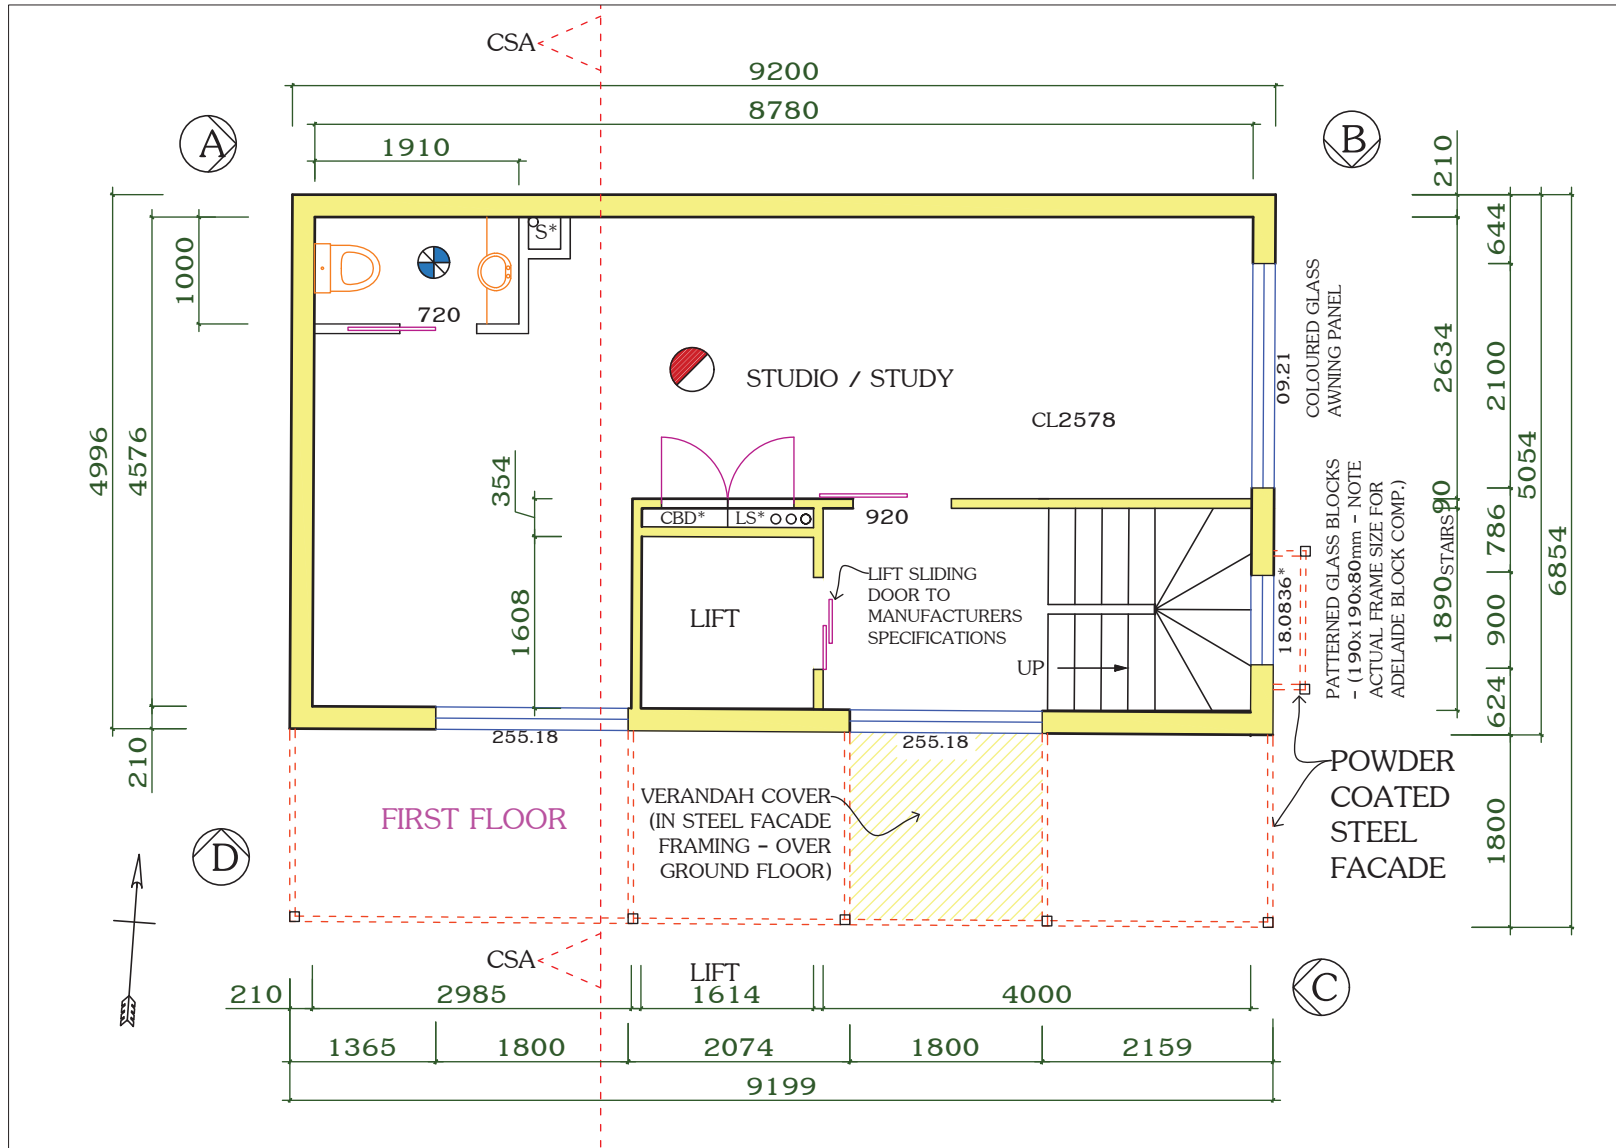 CSA
9200
8780
1910
A
B
210
644
1000
S*
720
4996
4576
COLOURED GLASS
AWNING PANEL
09.21
2634
2100
5054
6854
STUDIO / STUDY
CL2578
354
CBD*
LS*
920
90
786
STAIRS
1890
900
624
1608
LIFT
LIFT SLIDING
DOOR TO
MANUFACTURERS
SPECIFICATIONS
UP
18.0836*
PATTERNED GLASS BLOCKS
- (190x190x80mm - NOTE
ACTUAL FRAME SIZE FOR
ADELAIDE BLOCK COMP.)
210
255.18
255.18
FIRST FLOOR
VERANDAH COVER
(IN STEEL FACADE
FRAMING - OVER
GROUND FLOOR)
POWDER
COATED
STEEL
FACADE
1800
D
CSA
LIFT
C
210
2985
1614
4000
1365
1800
2074
1800
2159
9199